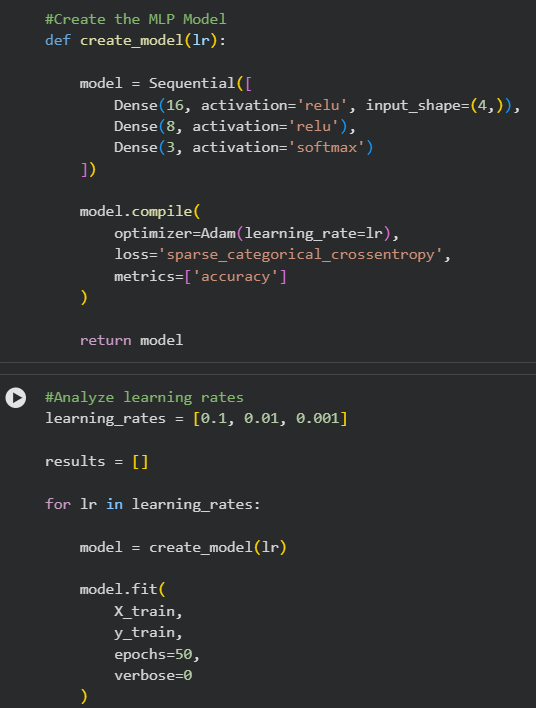 #Create the MLP Model
def create_model(lr):
    model = Sequential([
        Dense(16, activation='relu', input_shape=(4,)),
        Dense(8, activation='relu'),
        Dense(3, activation='softmax')
    ])
    model.compile(
        optimizer=Adam(learning_rate=lr),
        loss='sparse_categorical_crossentropy',
        metrics=['accuracy']
    )
    return model
#Analyze learning rates
learning_rates = [0.1, 0.01, 0.001]
results = []
for lr in learning_rates:
    model = create_model(lr)
    model.fit(
        X_train,
        y_train,
        epochs=50,
        verbose=0
    )